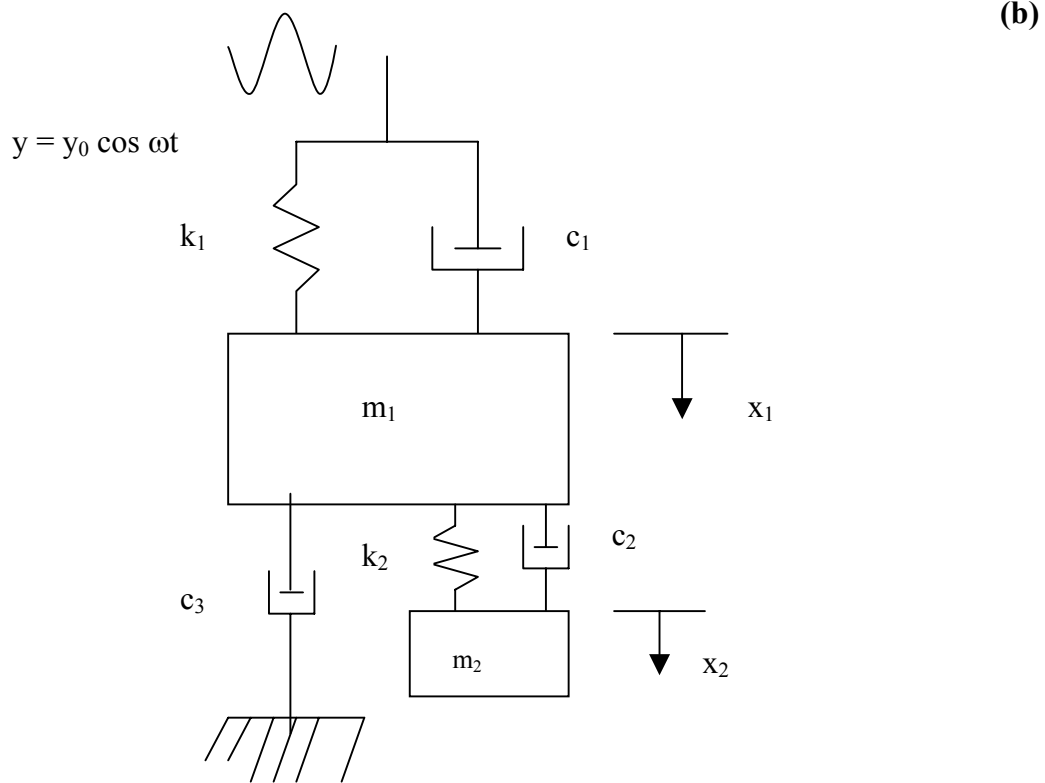 (b)
y = y₀ cos ωt
k₁
c₁
m₁
x₁
k₂
c₂
c₃
m₂
x₂